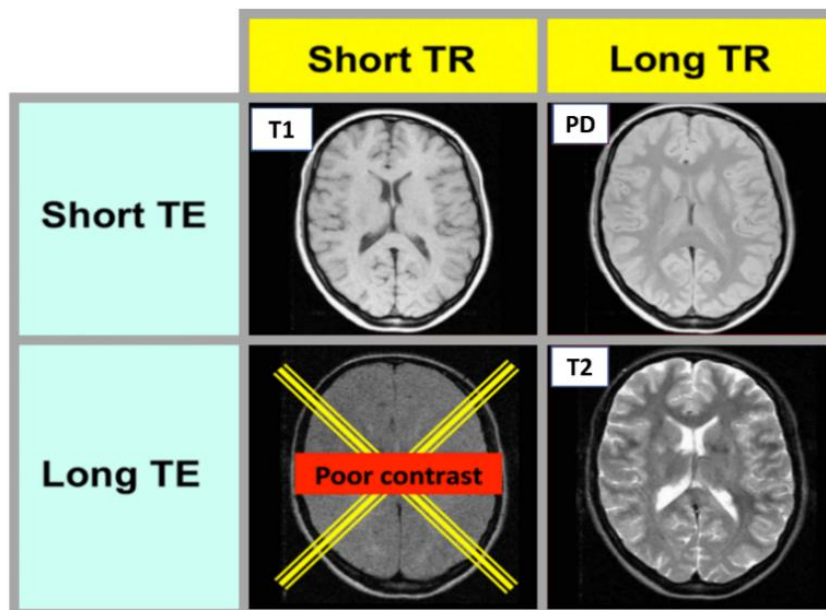 Short TR
Long TR
Short TE
T1
PD
Long TE
Poor contrast
T2